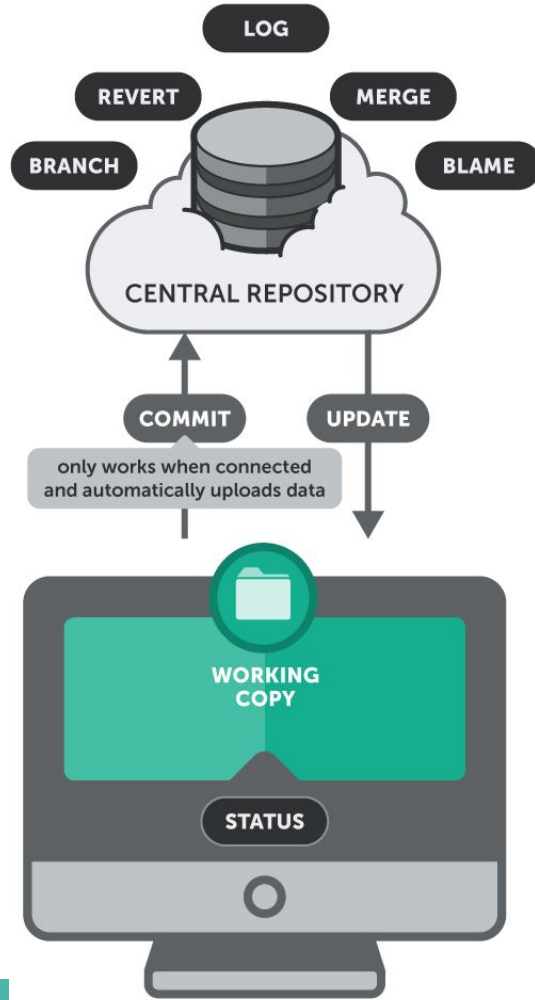 LOG
REVERT
MERGE
BRANCH
BLAME
CENTRAL REPOSITORY
COMMIT
UPDATE
only works when connected
and automatically uploads data
WORKING
COPY
STATUS